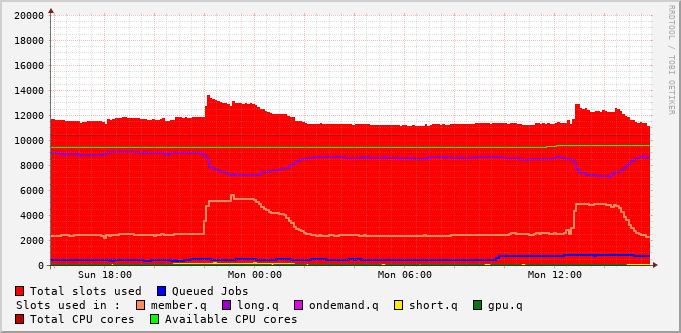 20000
18000
16000
14000
12000
10000
8000
6000
4000
2000
0
Sun 18:00 Mon 00:00 Mon 06:00 Mon 12:00
Total slots used Queued Jobs
Slots used in : member.q long.q ondemand.q short.q gpu.q
Total CPU cores Available CPU cores
RRDTOOL / TOBI OETIKER